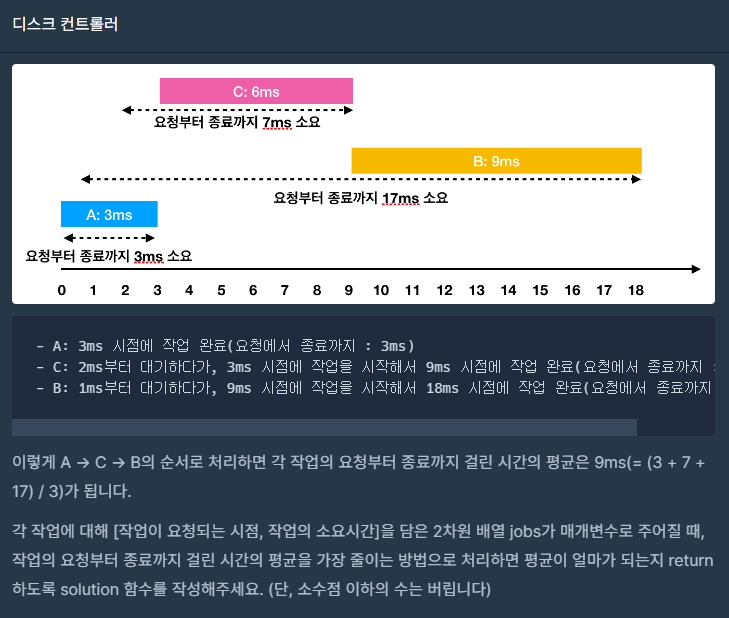 디스크 컨트롤러
C: 6ms
요청부터 종료까지 7ms 소요
B: 9ms
요청부터 종료까지 17ms 소요
A: 3ms
요청부터 종료까지 3ms 소요
0 1 2 3 4 5 6 7 8 9 10 11 12 13 14 15 16 17 18
- A: 3ms 시점에 작업 완료(요청에서 종료까지 : 3ms)
- C: 2ms부터 대기하다가, 3ms 시점에 작업을 시작해서 9ms 시점에 작업 완료(요청에서 종료까지
- B: 1ms부터 대기하다가, 9ms 시점에 작업을 시작해서 18ms 시점에 작업 완료(요청에서 종료까지
이렇게 A → C → B의 순서로 처리하면 각 작업의 요청부터 종료까지 걸린 시간의 평균은 9ms(= (3 + 7 +
17) / 3)가 됩니다.
각 작업에 대해 [작업이 요청되는 시점, 작업의 소요시간]을 담은 2차원 배열 jobs가 매개변수로 주어질 때,
작업의 요청부터 종료까지 걸린 시간의 평균을 가장 줄이는 방법으로 처리하면 평균이 얼마가 되는지 return
하도록 solution 함수를 작성해주세요. (단, 소수점 이하의 수는 버립니다)